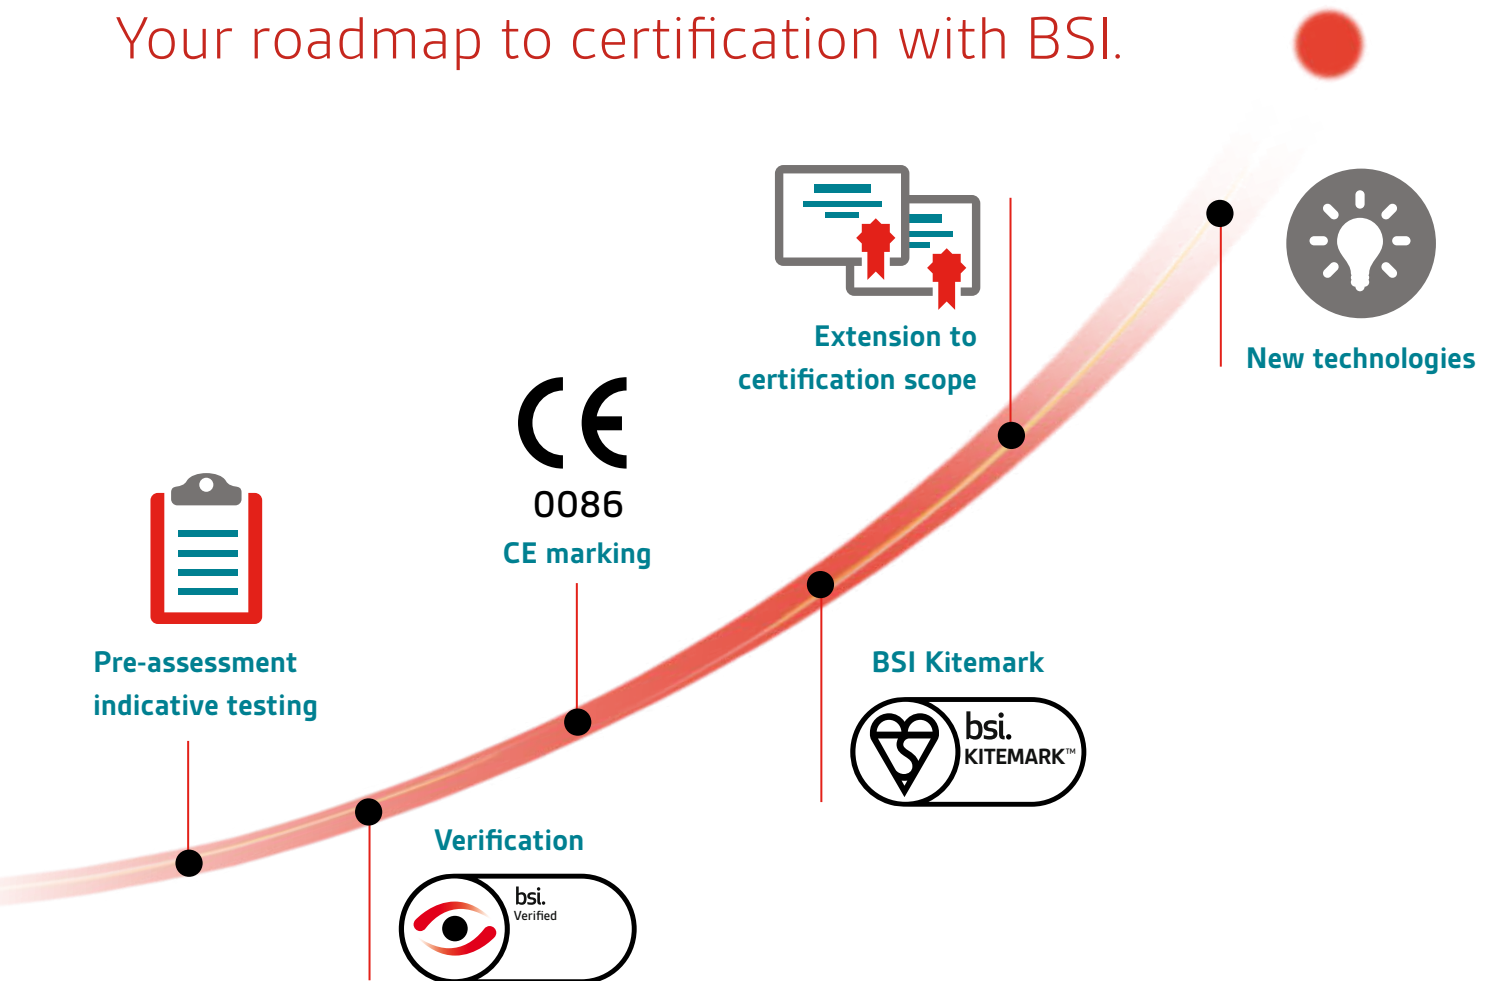 Your roadmap to certification with BSI.
Extension to
certification scope
New technologies
CE
0086
CE marking
Pre-assessment
indicative testing
BSI Kitemark
bsi.
KITEMARK™
Verification
bsi.
Verified